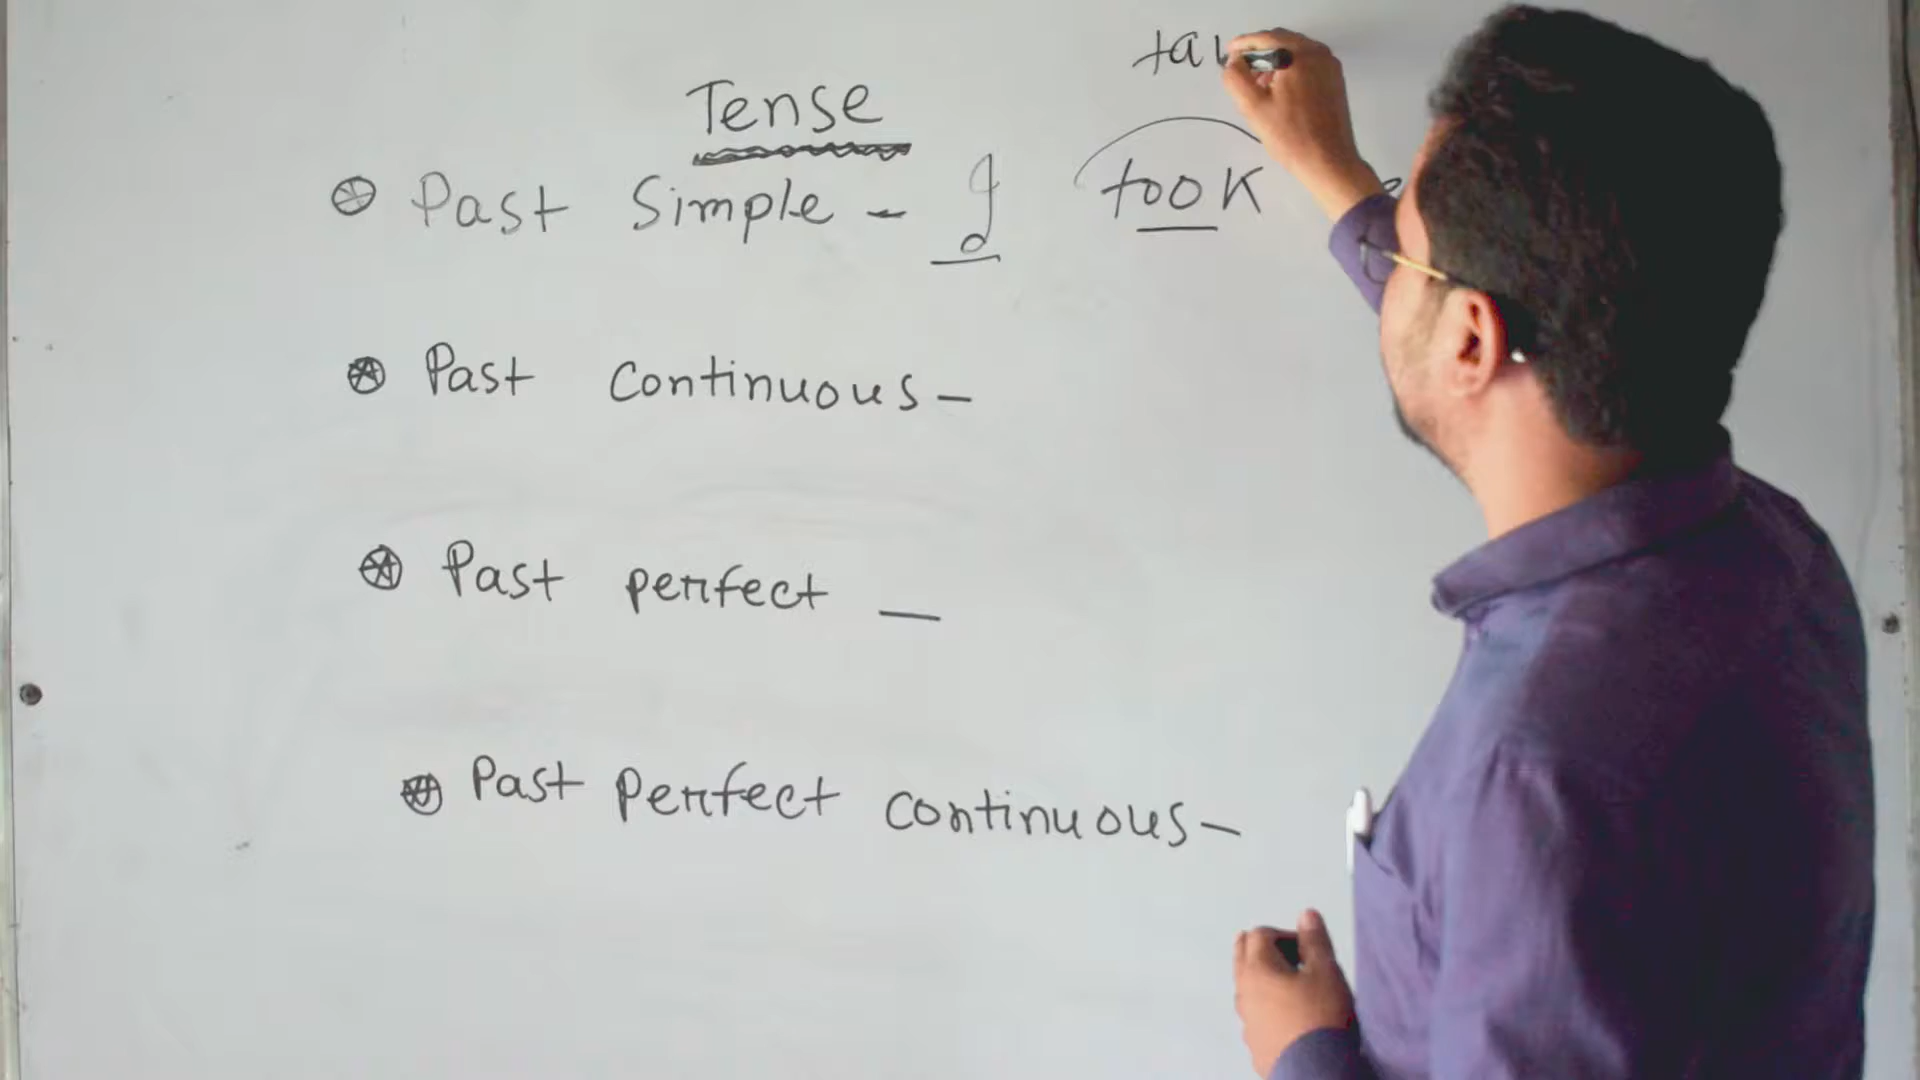 Tense
Past Simple - I took
Past Continuous -
Past perfect -
Past perfect continuous -